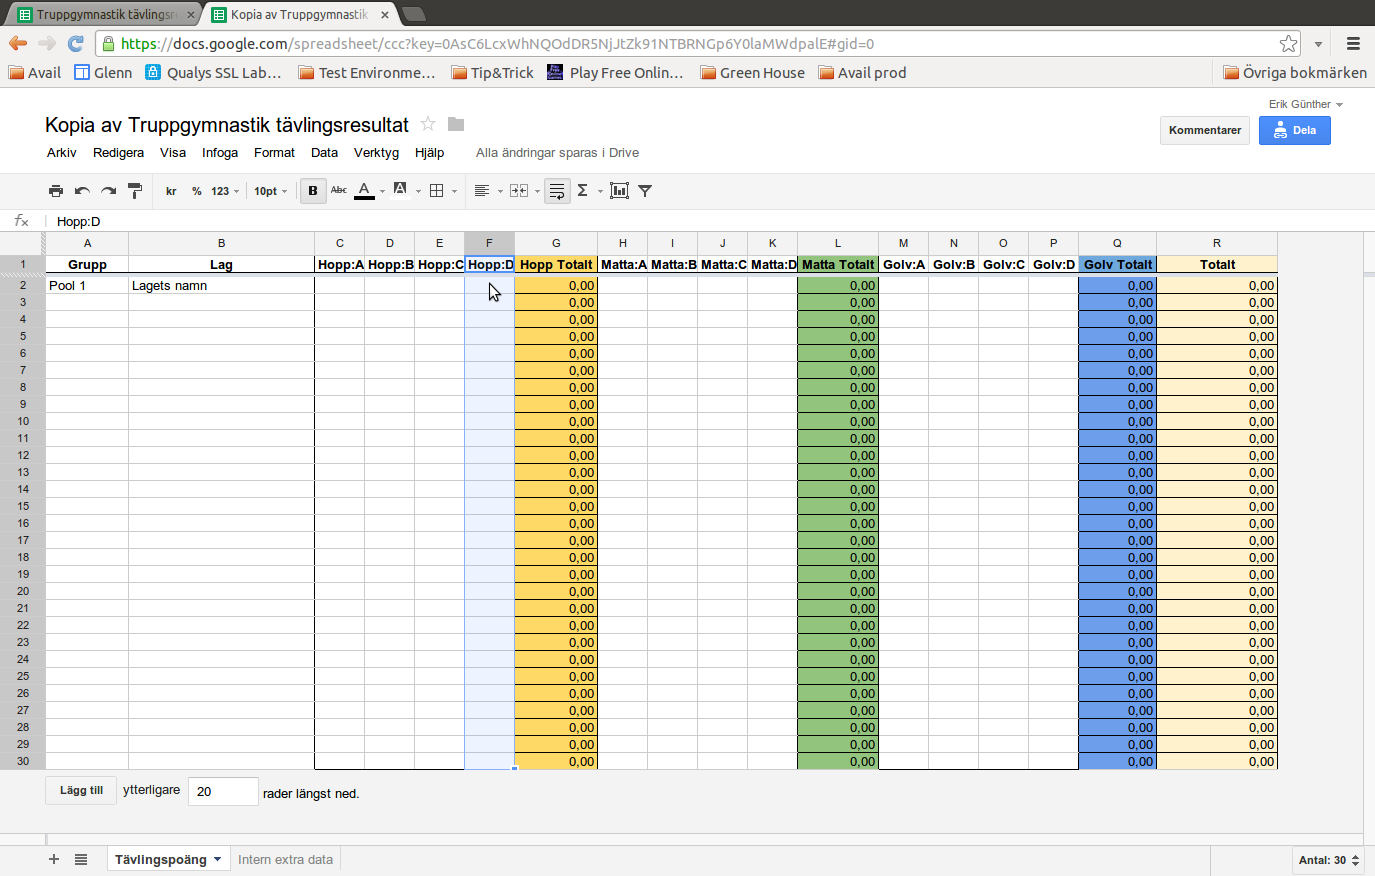 Truppgymnastik tävlingsr
Kopia av Truppgymnastik
https://docs.google.com/spreadsheet/ccc?key=0AsC6LcxWhNQOdDR5NjJtZk91NTBRNGp6Y0laMWdpalE#gid=0
Avail Glenn Qualys SSL Lab... Test Environme... Tip&Trick Play Free Onlin... Green House Avail prod Övriga bokmärken
Erik Günther
Kopia av Truppgymnastik tävlingsresultat
Kommentarer Dela
Arkiv Redigera Visa Infoga Format Data Verktyg Hjälp Alla ändringar sparas i Drive
kr % 123 10pt B Abc A A Σ
fx Hopp:D
A B C D E F G H I J K L M N O P Q R
1 Grupp Lag Hopp:A Hopp:B Hopp:C Hopp:D Hopp Totalt Matta:A Matta:B Matta:C Matta:D Matta Totalt Golv:A Golv:B Golv:C Golv:D Golv Totalt Totalt
2 Pool 1 Lagets namn 0,00 0,00 0,00 0,00
3 0,00 0,00 0,00 0,00
4 0,00 0,00 0,00 0,00
5 0,00 0,00 0,00 0,00
6 0,00 0,00 0,00 0,00
7 0,00 0,00 0,00 0,00
8 0,00 0,00 0,00 0,00
9 0,00 0,00 0,00 0,00
10 0,00 0,00 0,00 0,00
11 0,00 0,00 0,00 0,00
12 0,00 0,00 0,00 0,00
13 0,00 0,00 0,00 0,00
14 0,00 0,00 0,00 0,00
15 0,00 0,00 0,00 0,00
16 0,00 0,00 0,00 0,00
17 0,00 0,00 0,00 0,00
18 0,00 0,00 0,00 0,00
19 0,00 0,00 0,00 0,00
20 0,00 0,00 0,00 0,00
21 0,00 0,00 0,00 0,00
22 0,00 0,00 0,00 0,00
23 0,00 0,00 0,00 0,00
24 0,00 0,00 0,00 0,00
25 0,00 0,00 0,00 0,00
26 0,00 0,00 0,00 0,00
27 0,00 0,00 0,00 0,00
28 0,00 0,00 0,00 0,00
29 0,00 0,00 0,00 0,00
30 0,00 0,00 0,00 0,00
Lägg till ytterligare 20 rader längst ned.
Tävlingspoäng Intern extra data Antal: 30